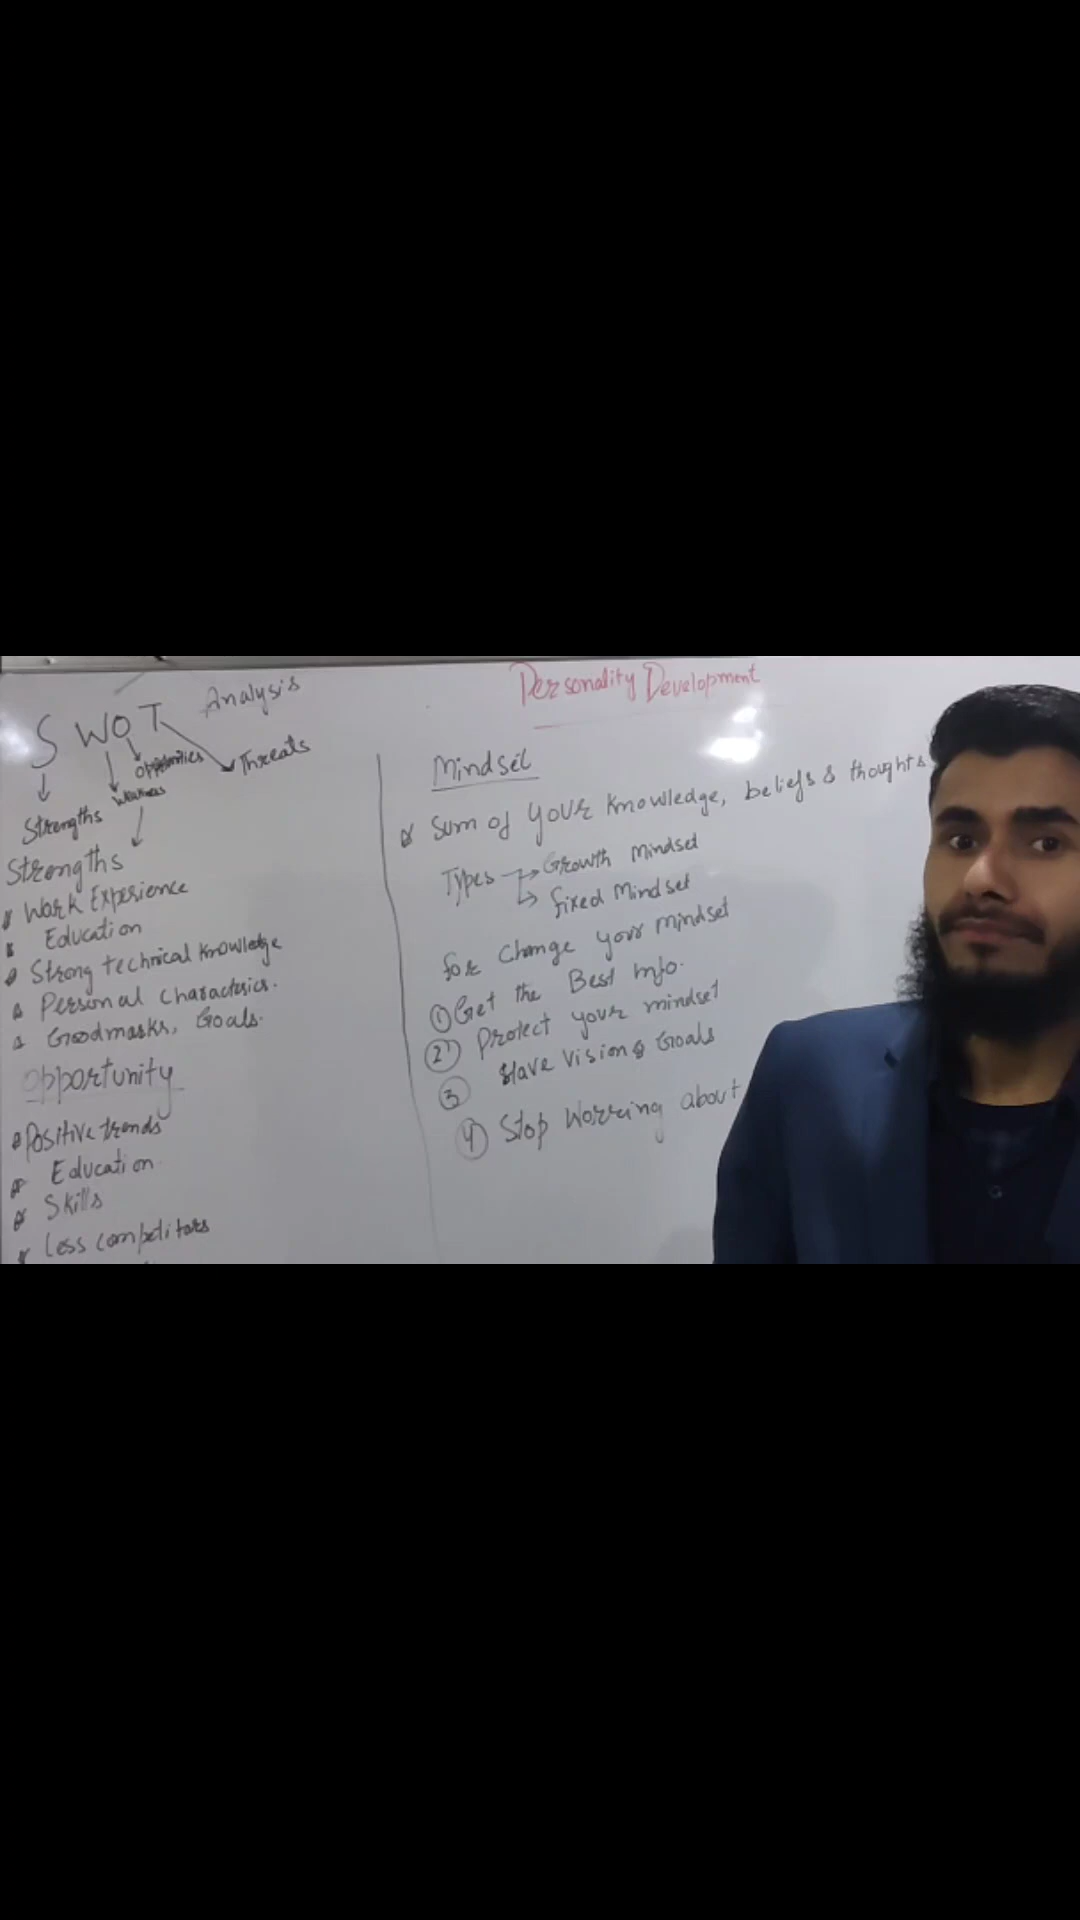 Personality Development
SWOT Analysis
Strengths
Weakness
Opportunities
Threats
Strengths
Work Experience
Education
Strong technical knowledge
Personal charactersics.
Goodmarks, Goals.
Opportunity
Positive trends
Education
Skills
Less competitors
Mindset
Sum of your knowledge, beliefs & thoughts
Types → Growth Mindset
→ fixed Mindset
for Change your mindset
① Get the Best info.
② Protect your mindset
③ Have Vision & Goals
④ Stop Worring about